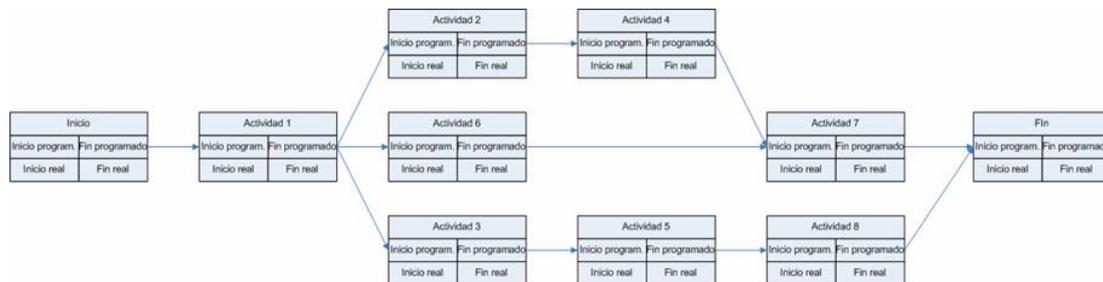 Actividad 2
Inicio program. Fin programado
Inicio real Fin real
Actividad 4
Inicio program. Fin programado
Inicio real Fin real
Inicio
Inicio program. Fin programado
Inicio real Fin real
Actividad 1
Inicio program. Fin programado
Inicio real Fin real
Actividad 6
Inicio program. Fin programado
Inicio real Fin real
Actividad 7
Inicio program. Fin programado
Inicio real Fin real
FIn
Inicio program. Fin programado
Inicio real Fin real
Actividad 3
Inicio program. Fin programado
Inicio real Fin real
Actividad 5
Inicio program. Fin programado
Inicio real Fin real
Actividad 8
Inicio program. Fin programado
Inicio real Fin real